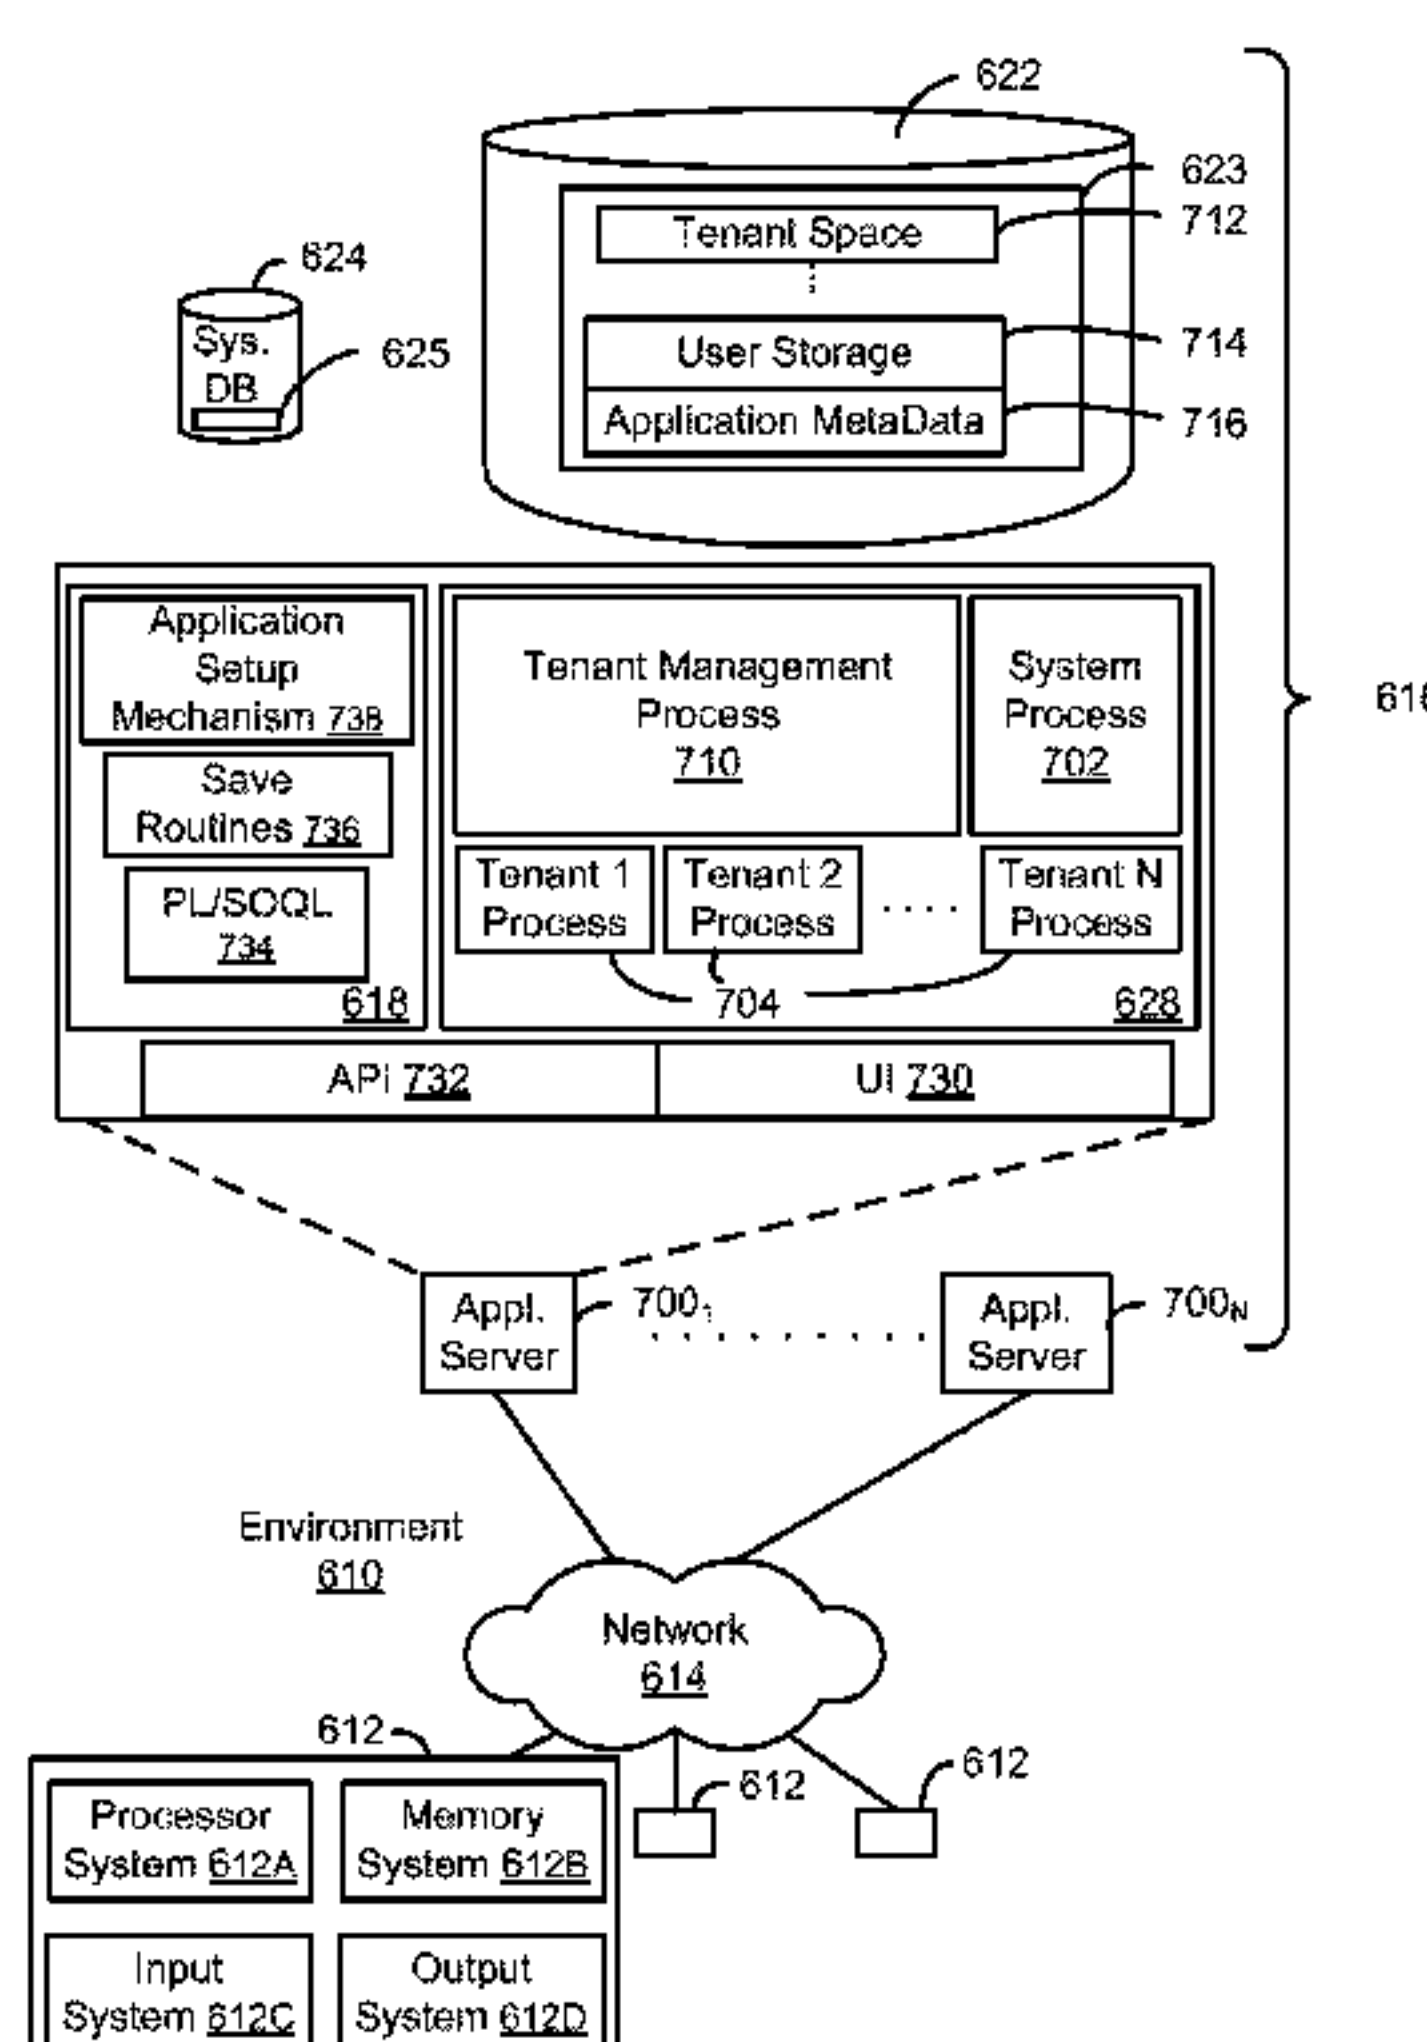 622
623
Tenant Space
712
624
Sys.
DB
625
User Storage
714
Application MetaData
716
Application
Setup
Mechanism 738
Save
Routines 736
PL/SOQL
734
618
Tenant Management
Process
710
System
Process
702
Tenant 1
Process
Tenant 2
Process
....
Tenant N
Process
704
628
API 732
UI 730
Appl.
Server
700₁
Appl.
Server
700N
Environment
610
Network
614
612
612
612
Processor
System 612A
Memory
System 612B
Input
System 612C
Output
System 612D